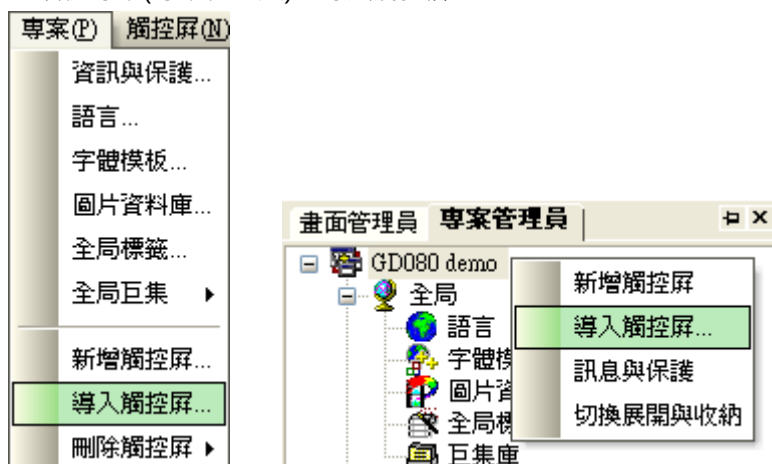 專案(P) 觸控屏(N)
資訊與保護...
語言...
字體模板...
圖片資料庫...
全局標籤...
全局巨集
新增觸控屏...
導入觸控屏...
刪除觸控屏
畫面管理員 專案管理員
GD080 demo
全局
語言
字體模
圖片資
全局標
巨集庫
新增觸控屏
導入觸控屏...
訊息與保護
切換展開與收納